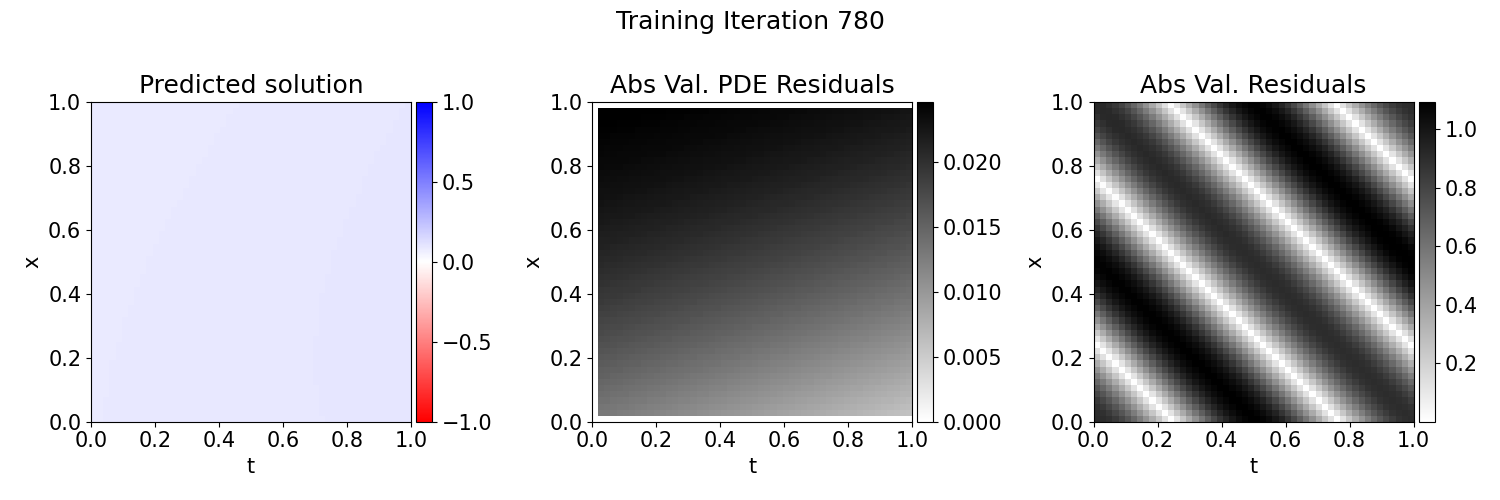 Training Iteration 780
Predicted solution
1.0
0.8
0.6
0.4
0.2
0.0
x
0.0 0.2 0.4 0.6 0.8 1.0
t
1.0
0.5
0.0
−0.5
−1.0
Abs Val. PDE Residuals
1.0
0.8
0.6
0.4
0.2
0.0
x
0.0 0.2 0.4 0.6 0.8 1.0
t
0.020
0.015
0.010
0.005
0.000
Abs Val. Residuals
1.0
0.8
0.6
0.4
0.2
0.0
x
0.0 0.2 0.4 0.6 0.8 1.0
t
1.0
0.8
0.6
0.4
0.2